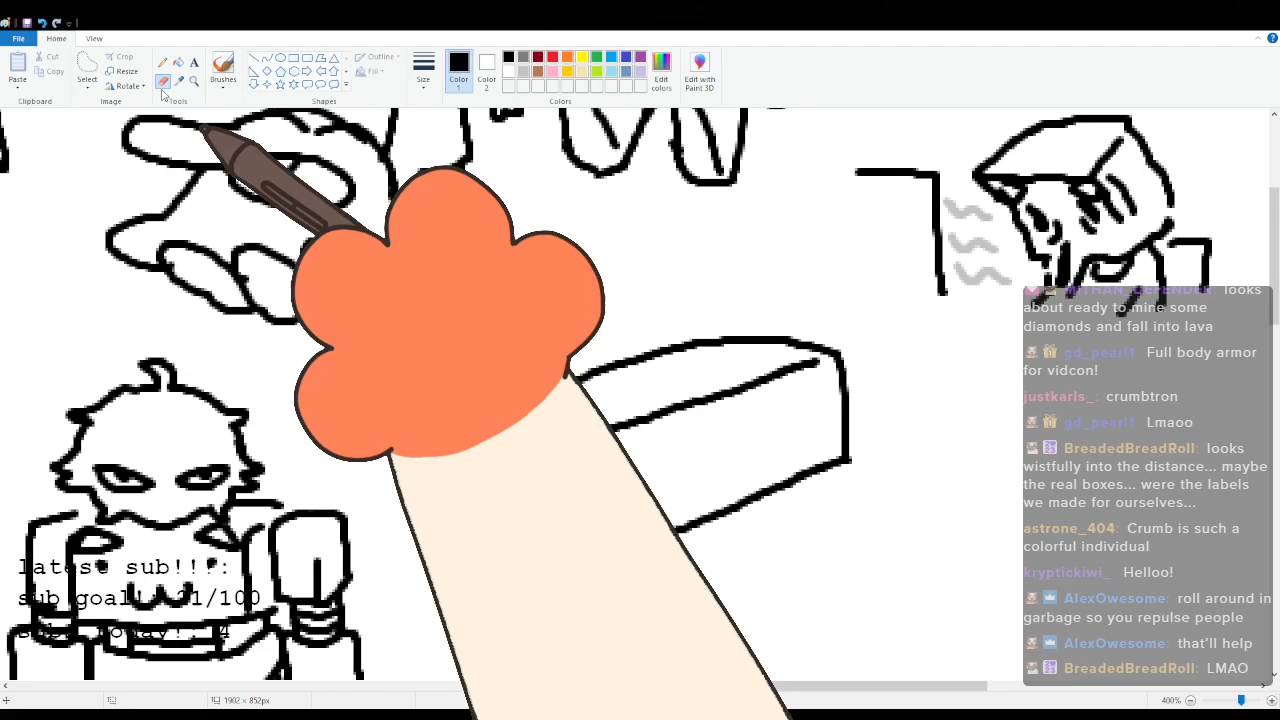 File Home View
Cut
Copy
Paste
Clipboard
Crop
Resize
Rotate
Select
Image
Tools
Brushes
Outline
Fill
Shapes
Size
Color 1
Color 2
Edit colors
Colors
Edit with Paint 3D
looks
about ready to mine some
diamonds and fall into lava
gd_pearl1 Full body armor
for vidcon!
justkarls_: crumbtron
gd_pearl1 Lmaoo
BreadedBreadRoll: looks
wistfully into the distance... maybe
the real boxes... were the labels
we made for ourselves...
astrone_404: Crumb is such a
colorful individual
kryptickiwi_: Helloo!
AlexOwesome: roll around in
garbage so you repulse people
AlexOwesome: that'll help
BreadedBreadRoll: LMAO
latest sub!!!:
sub goal!: 21/100
subs today!: 4
1902 × 852px
400%